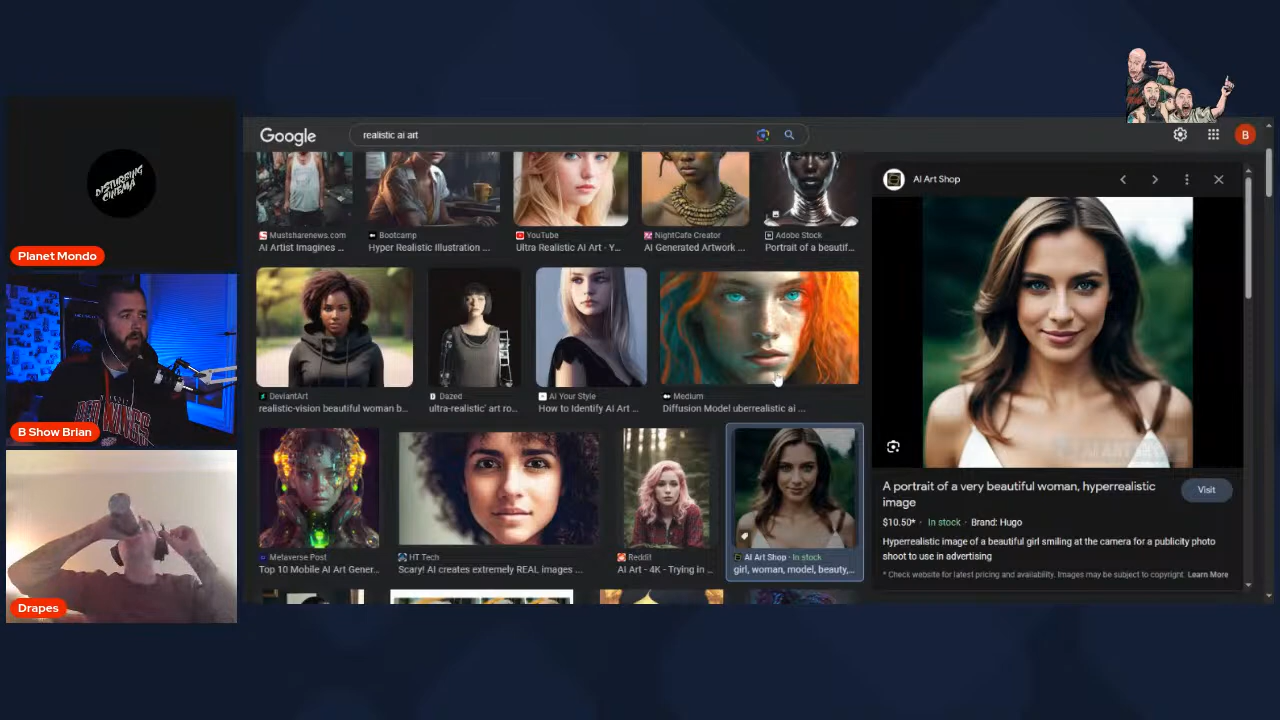 DISTURBING
CINEMA
Planet Mondo
B Show Brian
RED WINGS
Drapes
Google
realistic ai art
B
Mustsharenews.com
AI Artist Imagines ...
Bootcamp
Hyper Realistic Illustration ...
YouTube
Ultra Realistic AI Art - Y...
NightCafe Creator
AI Generated Artwork ...
Adobe Stock
Portrait of a beautif...
DeviantArt
realistic-vision beautiful woman b...
Dazed
ultra-realistic' art ro...
AI Your Style
How to Identify AI Art ...
Medium
Diffusion Model uberrealistic ai ...
Metaverse Post
Top 10 Mobile AI Art Gener...
HT Tech
Scary! AI creates extremely REAL images ...
Reddit
AI Art - 4K - Trying in ...
AI Art Shop · In stock
girl, woman, model, beauty,...
AI Art Shop
A portrait of a very beautiful woman, hyperrealistic
image
Visit
$10.50* · In stock · Brand: Hugo
Hyperrealistic image of a beautiful girl smiling at the camera for a publicity photo
shoot to use in advertising
* Check website for latest pricing and availability. Images may be subject to copyright. Learn More